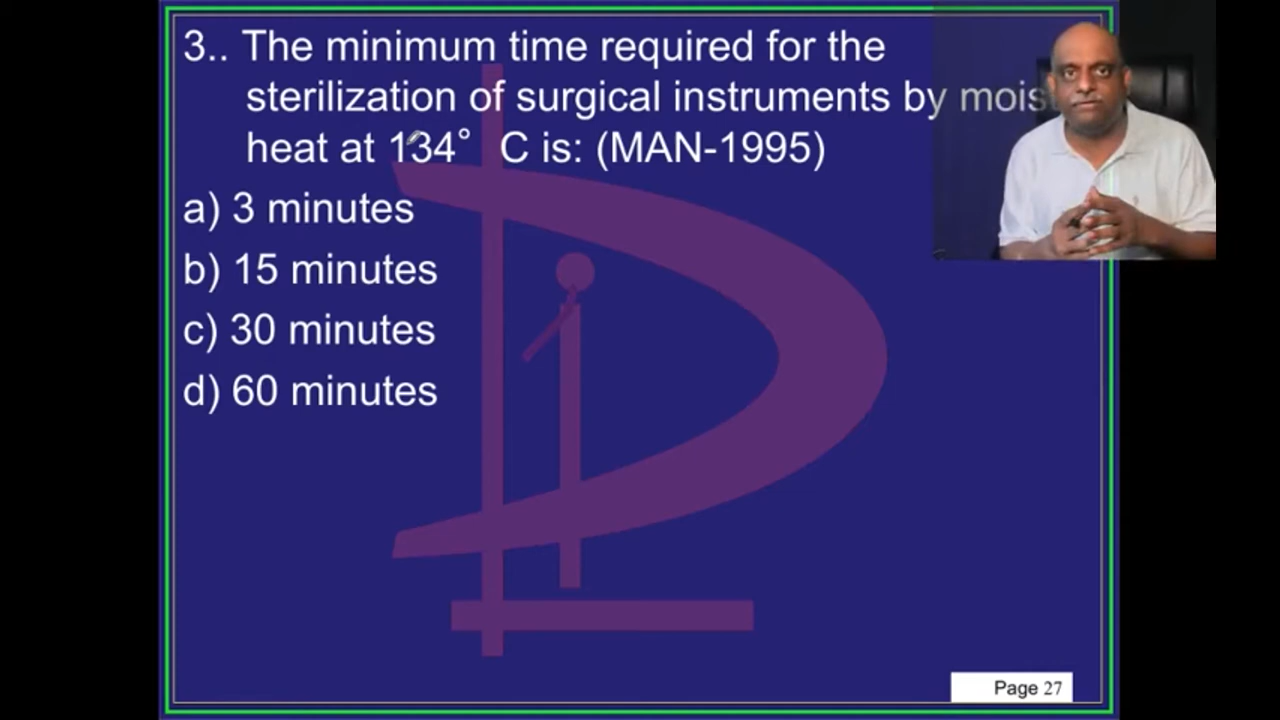 3.. The minimum time required for the
sterilization of surgical instruments by moist
heat at 134° C is: (MAN-1995)
a) 3 minutes
b) 15 minutes
c) 30 minutes
d) 60 minutes
Page 27